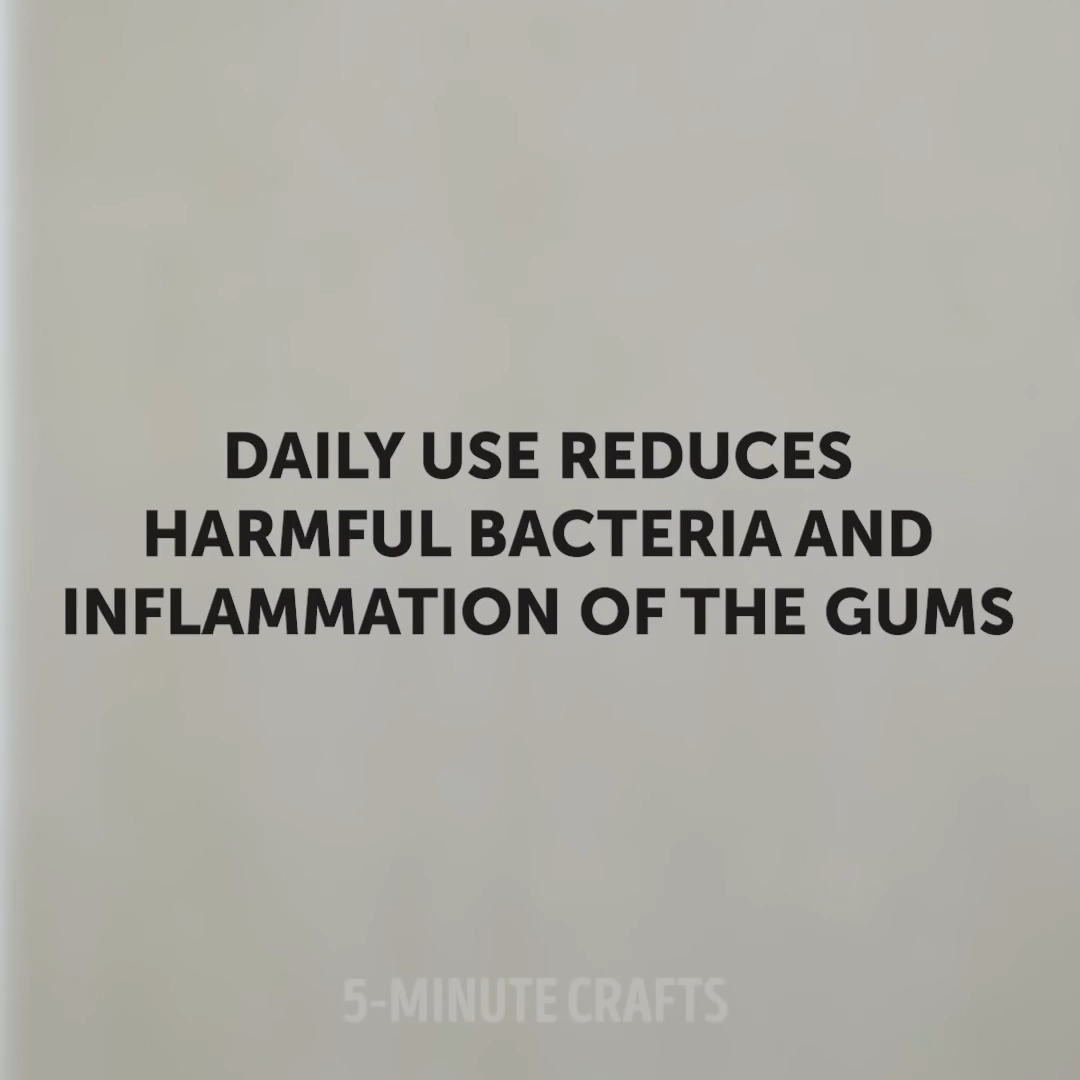 DAILY USE REDUCES
HARMFUL BACTERIA AND
INFLAMMATION OF THE GUMS
5-MINUTE CRAFTS